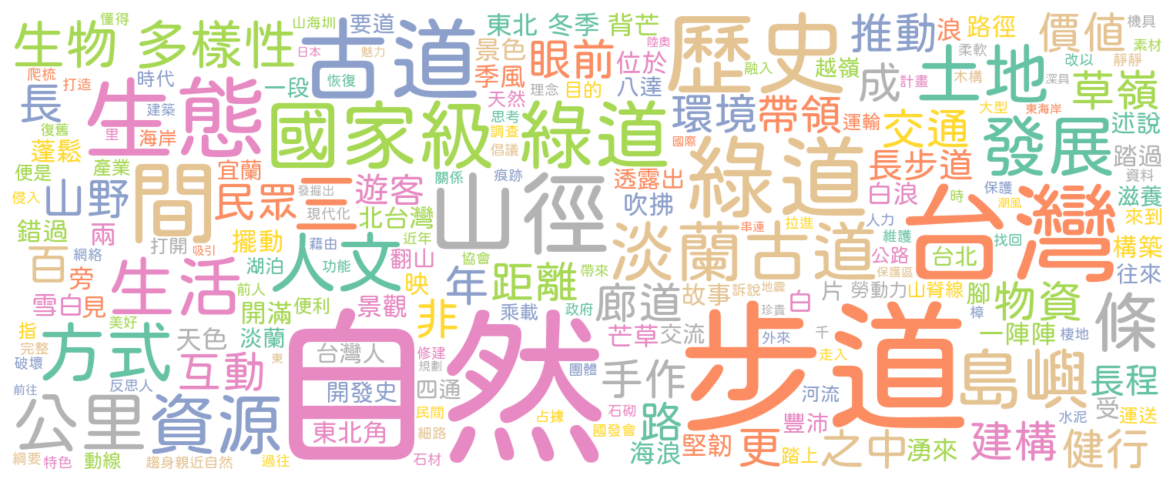 懂得
山海圳
要道
東北
冬季
背芒
陸奧
推動
浪
路徑
價值
機具
生物多樣性
古道
日本
魅力
景色
眼前
位於
歷史
柔軟
改以
素材
爬梳
打造
時代
一段
恢復
季風
理念
目的
八達
融入
越嶺
成
土地
靜靜
長
生態
天然
計畫
木構
深具
草嶺
建築
國家級
綠道
思考
環境
帶領
運輸
交通
大型
東海岸
述說
復舊
里
海岸
調查
倡議
國際
發展
踏過
蓬鬆
產業
宜蘭
間
便是
民眾
三
發掘出
關係
痕跡
綠道
長步道
資料
侵入
山野
現代化
遊客
山徑
透露出
白浪
時
保護
潮風
滋養
錯過
兩
擺動
北台灣
近年
吹拂
串連
拉進
人力
台灣
來到
打開
吸引
人文
藉由
功能
翻山
協會
淡蘭古道
維護
找回
構築
網絡
百
旁
湖泊
映
年
距離
帶來
公路
台北
往來
保護區
生活
前人
雪白
見
開滿
便利
景觀
非
乘載
政府
廊道
故事
訴說
地震
白
片
勞動力
山脊線
腳
物資
珍貴
樟
指
美好
方式
天色
淡蘭
自然
芒草
交流
步道
外來
千
一陣陣
棲地
條
完整
破壞
互動
東
台灣人
修建
規劃
團體
走入
島嶼
前往
反思人
開發史
四通
手作
河流
長程
公里
資源
東北角
民間
占據
石砌
國發會
路
堅韌
更
豐沛
水泥
受
運送
細路
海浪
踏上
之中
湧來
建構
健行
綱要
特色
動線
趨身親近自然
過往
石材